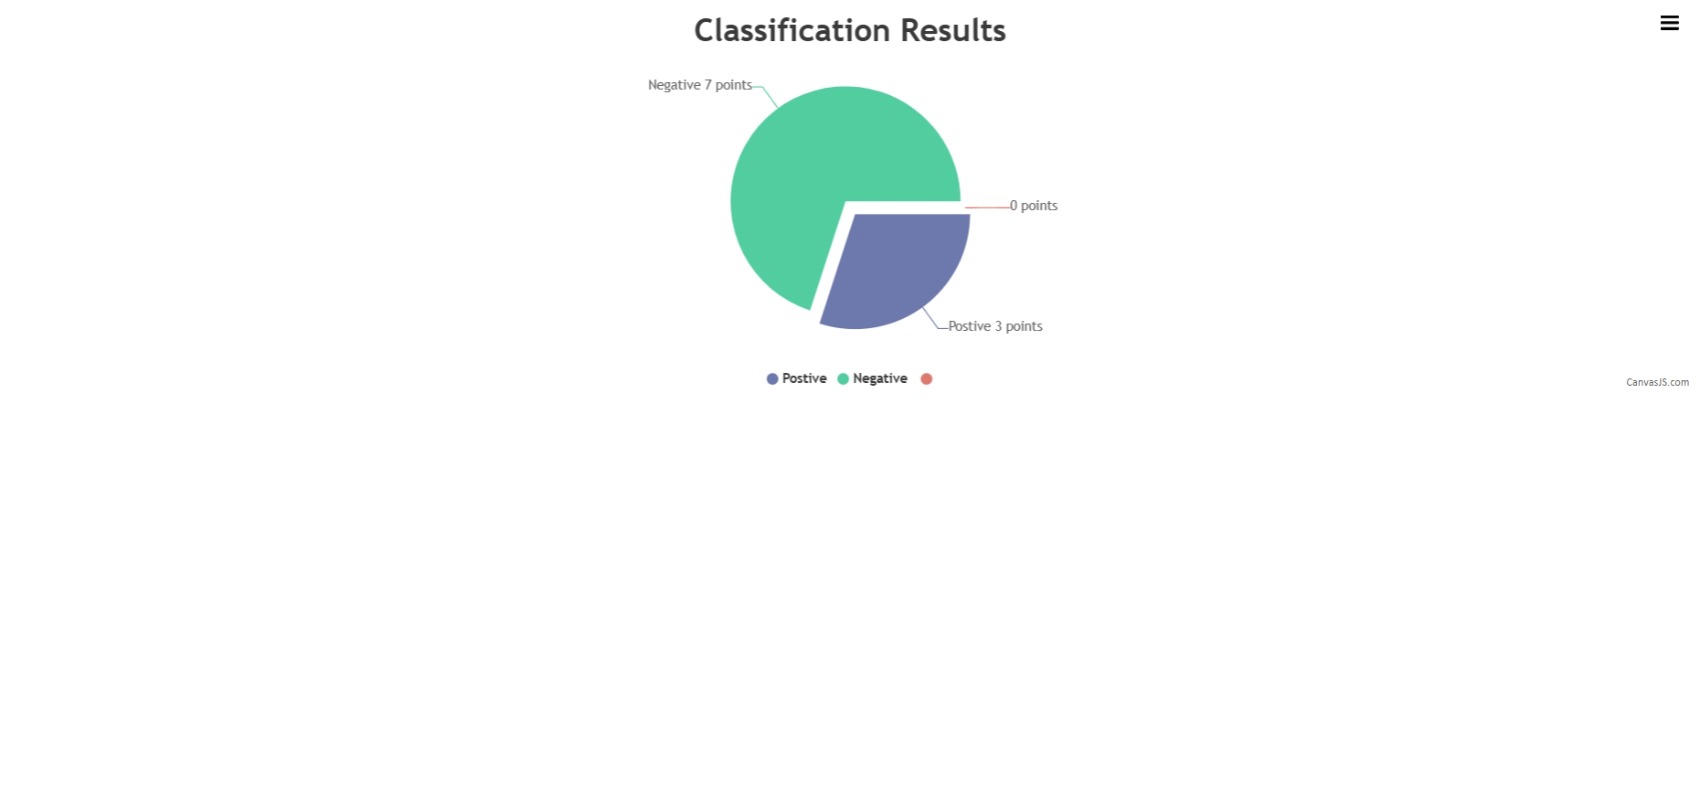 Classification Results
Negative 7 points
0 points
Postive 3 points
Postive Negative
CanvasJS.com